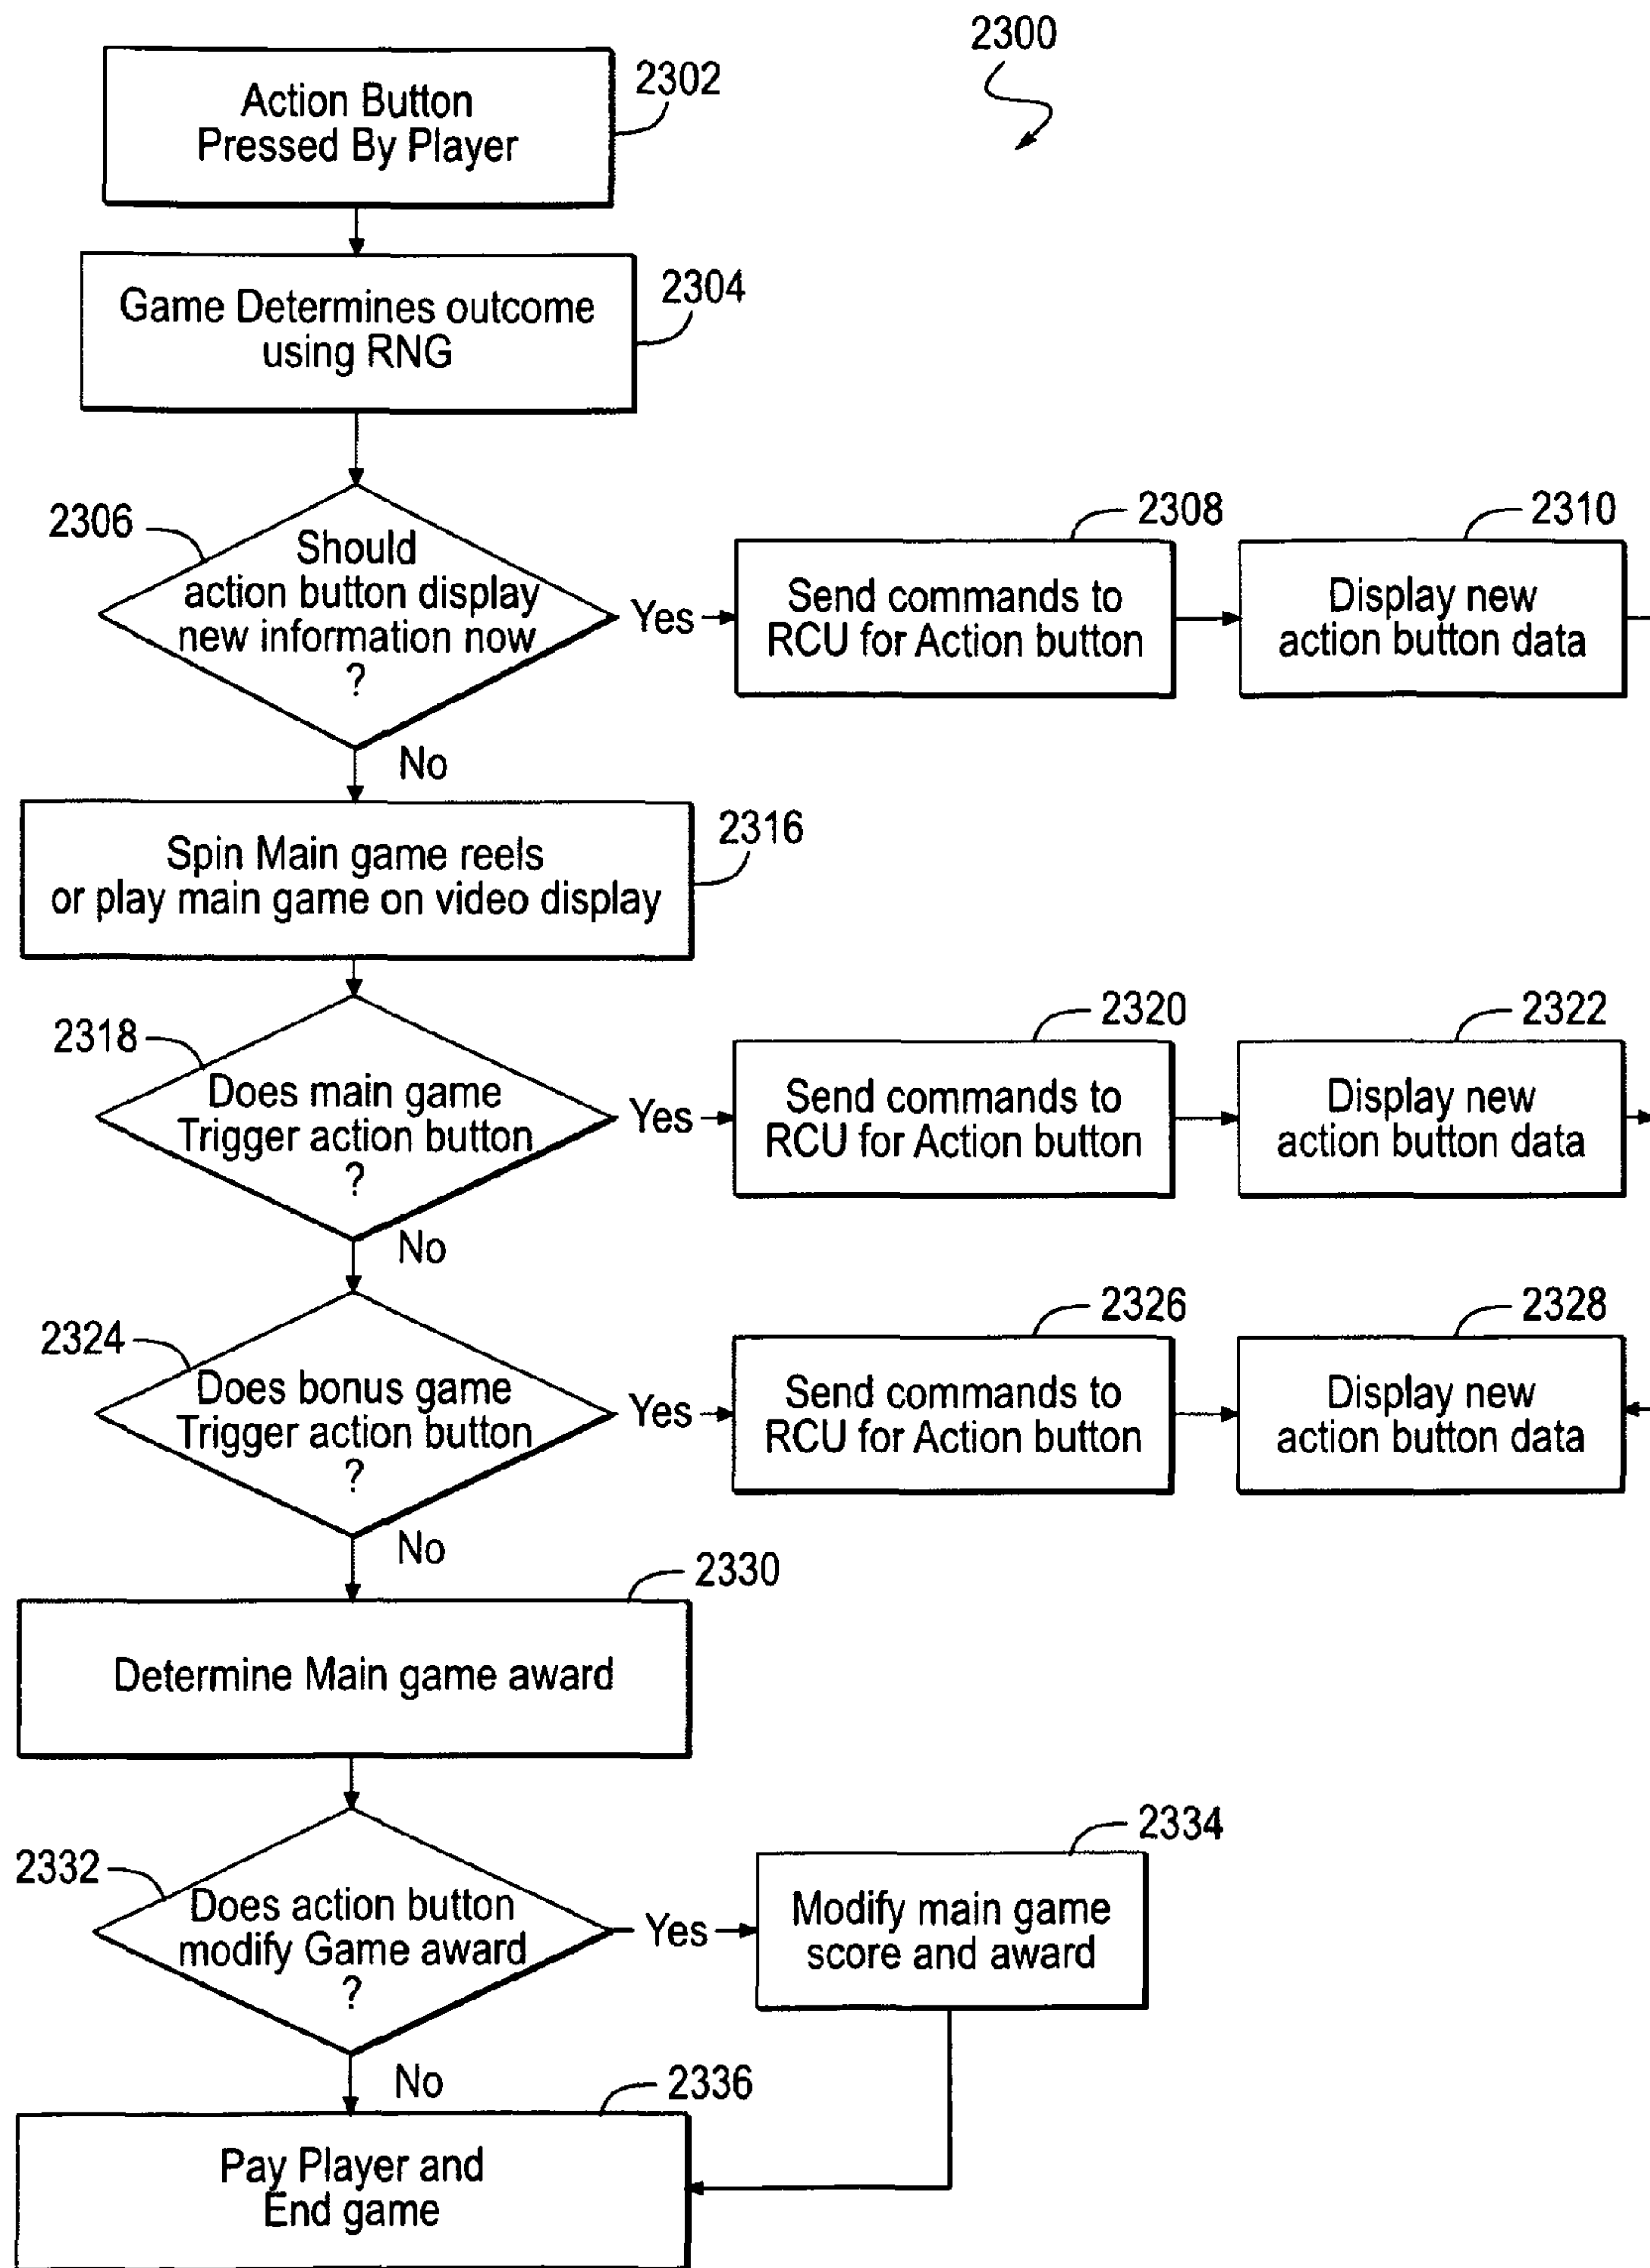 2300
Action Button
Pressed By Player
2302
Game Determines outcome
using RNG
2304
2306
Should
action button display
new information now
?
Yes
2308
Send commands to
RCU for Action button
2310
Display new
action button data
No
Spin Main game reels
or play main game on video display
2316
2318
Does main game
Trigger action button
?
Yes
2320
Send commands to
RCU for Action button
2322
Display new
action button data
No
2324
Does bonus game
Trigger action button
?
Yes
2326
Send commands to
RCU for Action button
2328
Display new
action button data
No
2330
Determine Main game award
2332
Does action button
modify Game award
?
Yes
2334
Modify main game
score and award
No
2336
Pay Player and
End game